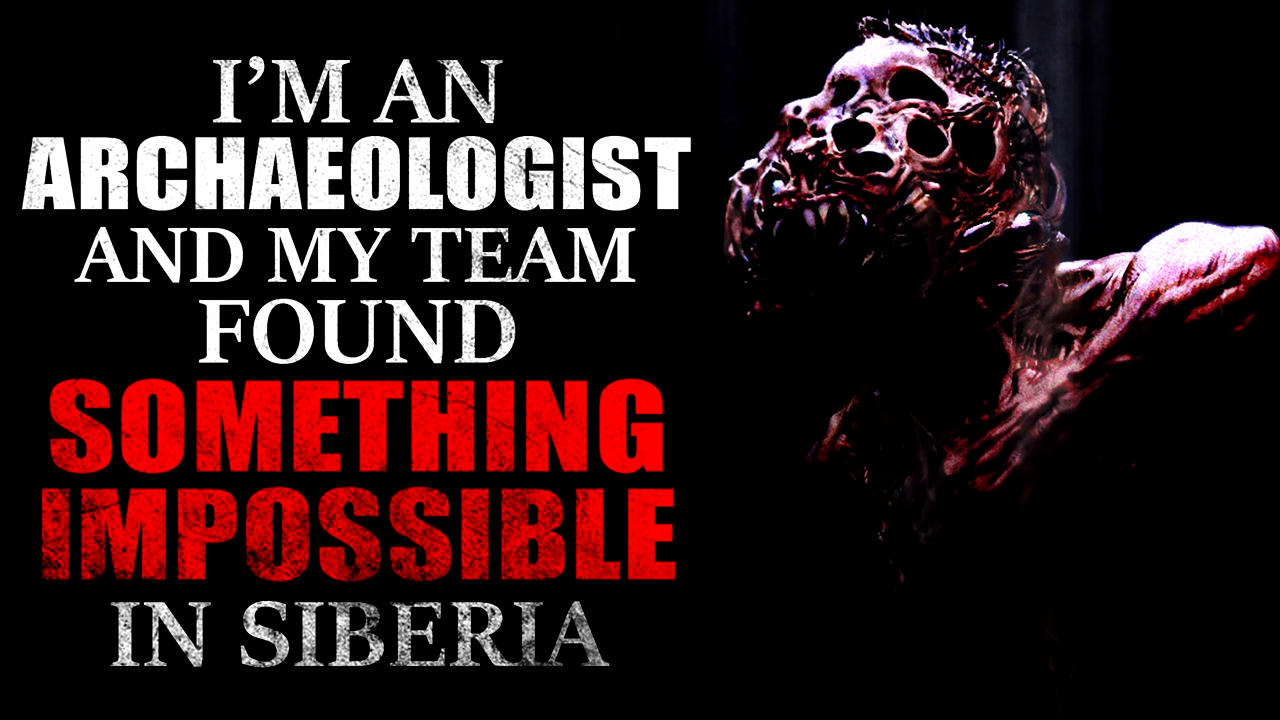 I'M AN
ARCHAEOLOGIST
AND MY TEAM
FOUND
SOMETHING
IMPOSSIBLE
IN SIBERIA